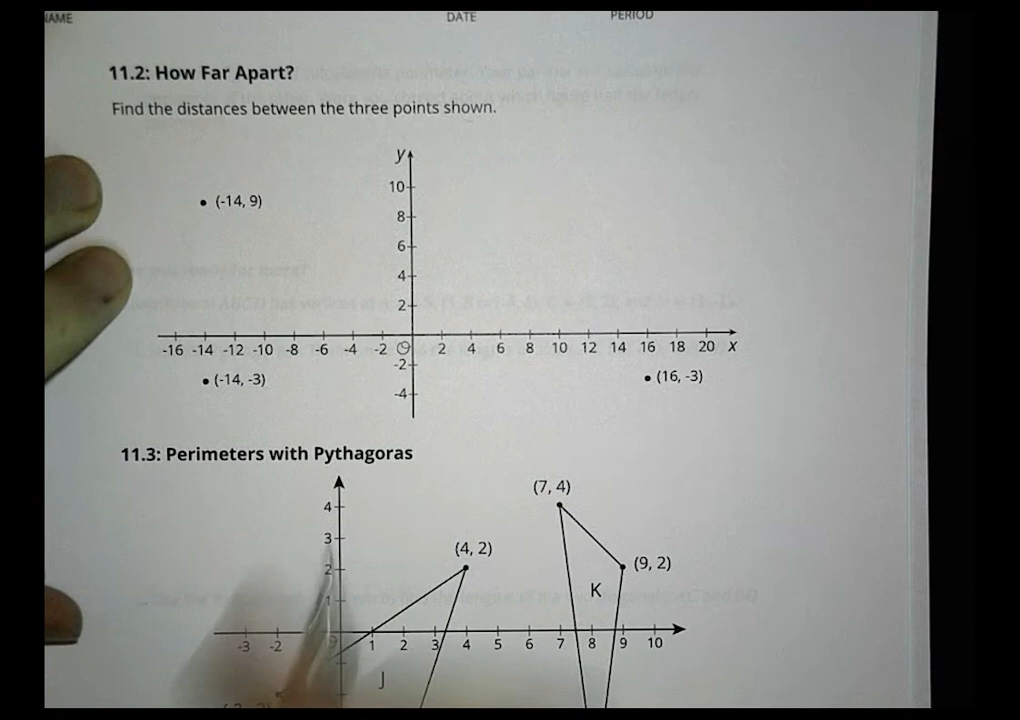 DATE PERIOD
11.2: How Far Apart?
Find the distances between the three points shown.
y
10
(-14, 9)
8
6
4
2
-16 -14 -12 -10 -8 -6 -4 -2 O 2 4 6 8 10 12 14 16 18 20 x
-2
(-14, -3) (16, -3)
-4
11.3: Perimeters with Pythagoras
(7, 4)
4
3
(4, 2)
(9, 2)
2
K
1
-3 -2 1 2 3 4 5 6 7 8 9 10
J